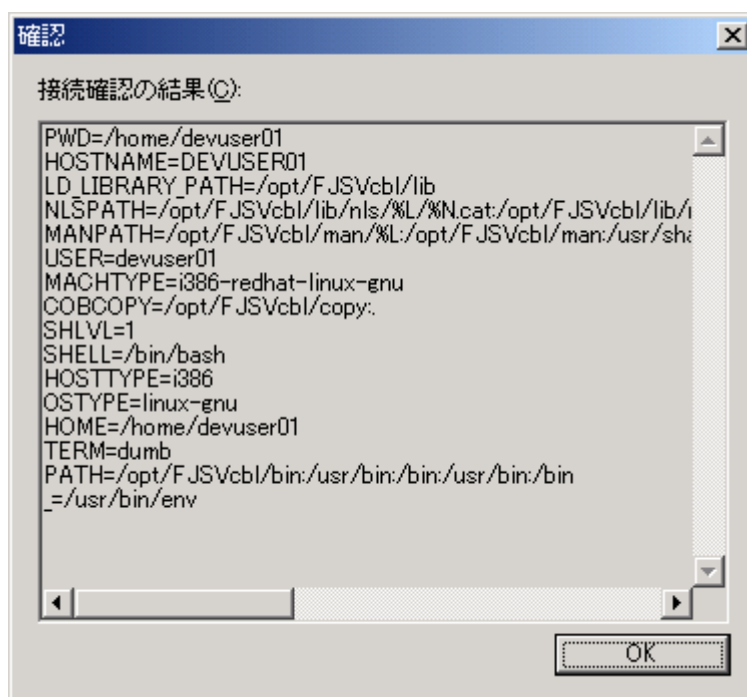 確認
接続確認の結果(C):
PWD=/home/devuser01
HOSTNAME=DEVUSER01
LD_LIBRARY_PATH=/opt/FJSVcbl/lib
NLSPATH=/opt/FJSVcbl/lib/nls/%L/%N.cat:/opt/FJSVcbl/lib/
MANPATH=/opt/FJSVcbl/man/%L:/opt/FJSVcbl/man:/usr/sha
USER=devuser01
MACHTYPE=i386-redhat-linux-gnu
COBCOPY=/opt/FJSVcbl/copy:.
SHLVL=1
SHELL=/bin/bash
HOSTTYPE=i386
OSTYPE=linux-gnu
HOME=/home/devuser01
TERM=dumb
PATH=/opt/FJSVcbl/bin:/usr/bin:/bin:/usr/bin:/bin
_=/usr/bin/env
OK